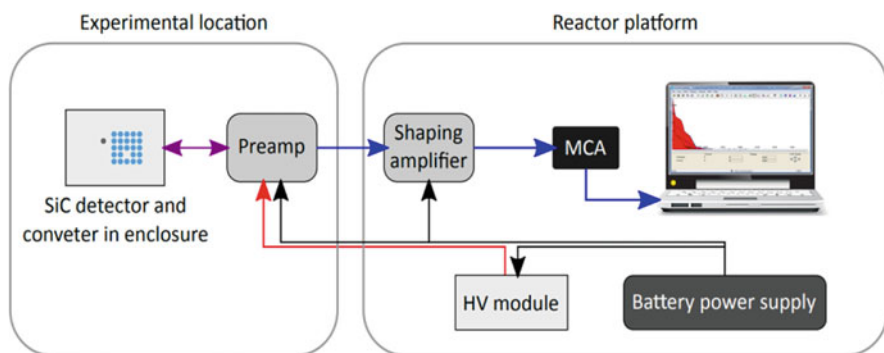 Experimental location
Reactor platform
Preamp
Shaping
amplifier
MCA
SiC detector and
conveter in enclosure
HV module
Battery power supply